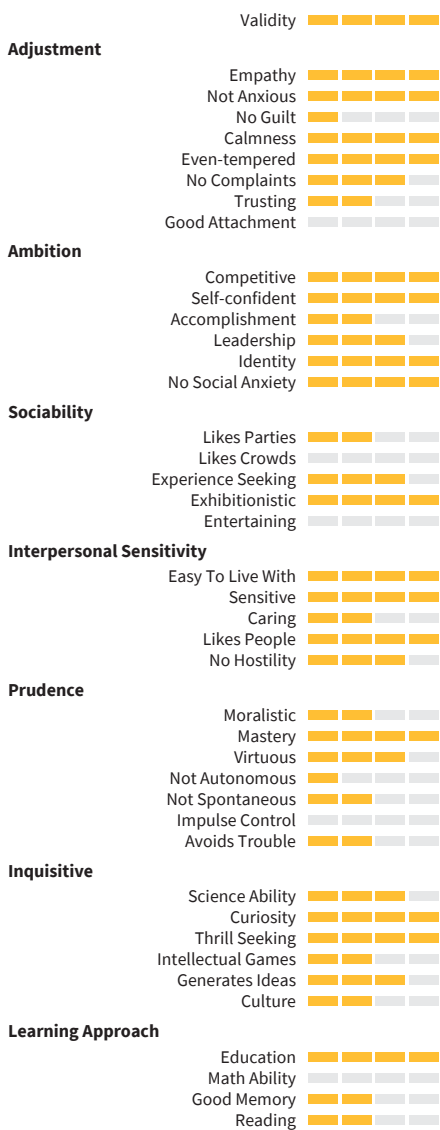 Validity
Adjustment
Empathy
Not Anxious
No Guilt
Calmness
Even-tempered
No Complaints
Trusting
Good Attachment
Ambition
Competitive
Self-confident
Accomplishment
Leadership
Identity
No Social Anxiety
Sociability
Likes Parties
Likes Crowds
Experience Seeking
Exhibitionistic
Entertaining
Interpersonal Sensitivity
Easy To Live With
Sensitive
Caring
Likes People
No Hostility
Prudence
Moralistic
Mastery
Virtuous
Not Autonomous
Not Spontaneous
Impulse Control
Avoids Trouble
Inquisitive
Science Ability
Curiosity
Thrill Seeking
Intellectual Games
Generates Ideas
Culture
Learning Approach
Education
Math Ability
Good Memory
Reading